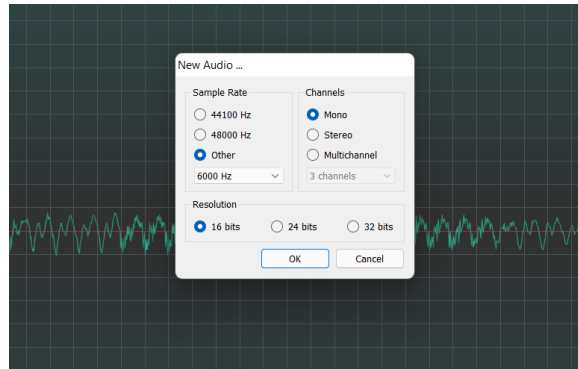 New Audio ...
Sample Rate
44100 Hz
48000 Hz
Other
6000 Hz
Channels
Mono
Stereo
Multichannel
3 channels
Resolution
16 bits 24 bits 32 bits
OK Cancel